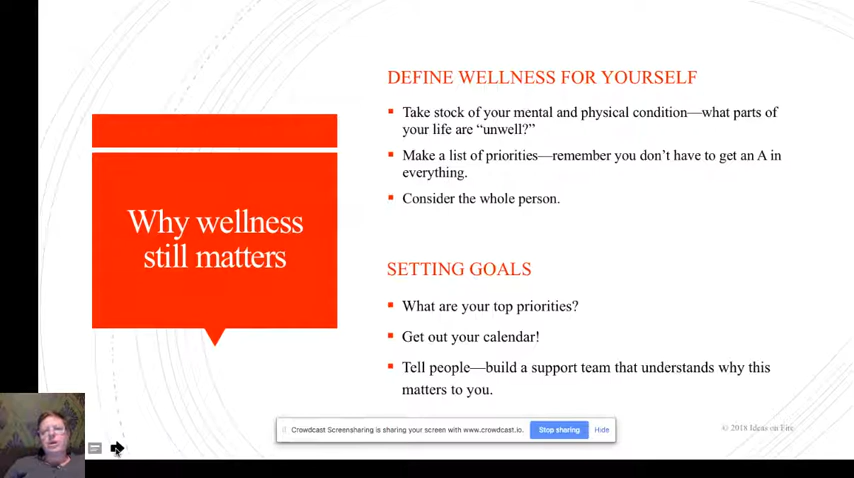 Why wellness
still matters
DEFINE WELLNESS FOR YOURSELF
Take stock of your mental and physical condition—what parts of
your life are “unwell?”
Make a list of priorities—remember you don’t have to get an A in
everything.
Consider the whole person.
SETTING GOALS
What are your top priorities?
Get out your calendar!
Tell people—build a support team that understands why this
matters to you.
Crowdcast Screensharing is sharing your screen with www.crowdcast.io.
Stop sharing
Hide
© 2018 Ideas on Fire